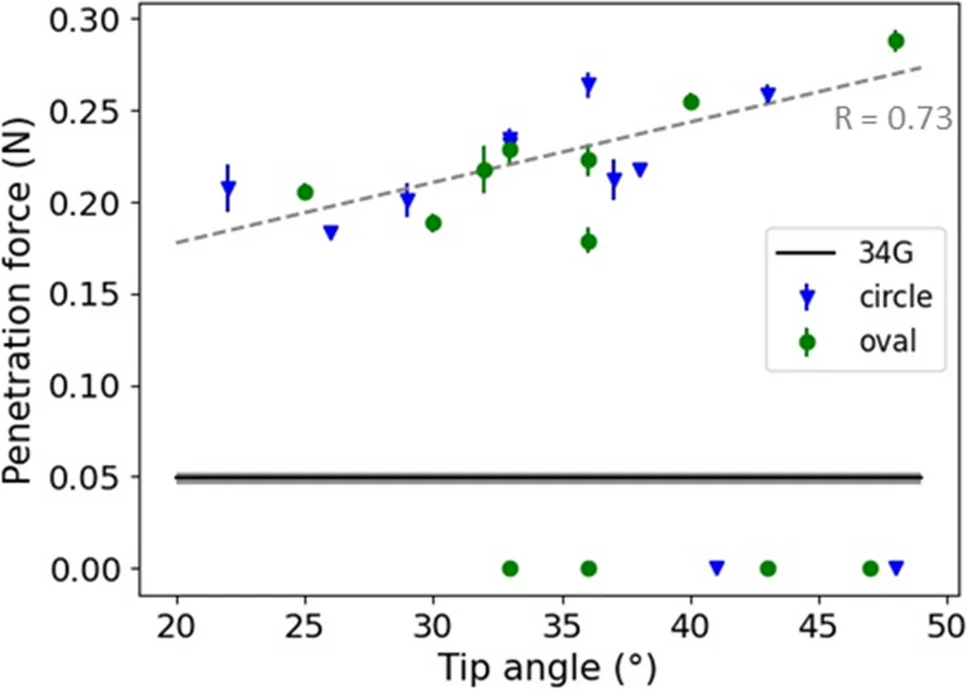 0.30
0.25
0.20
0.15
0.10
0.05
0.00
Penetration force (N)
R = 0.73
34G
circle
oval
20 25 30 35 40 45 50
Tip angle (°)